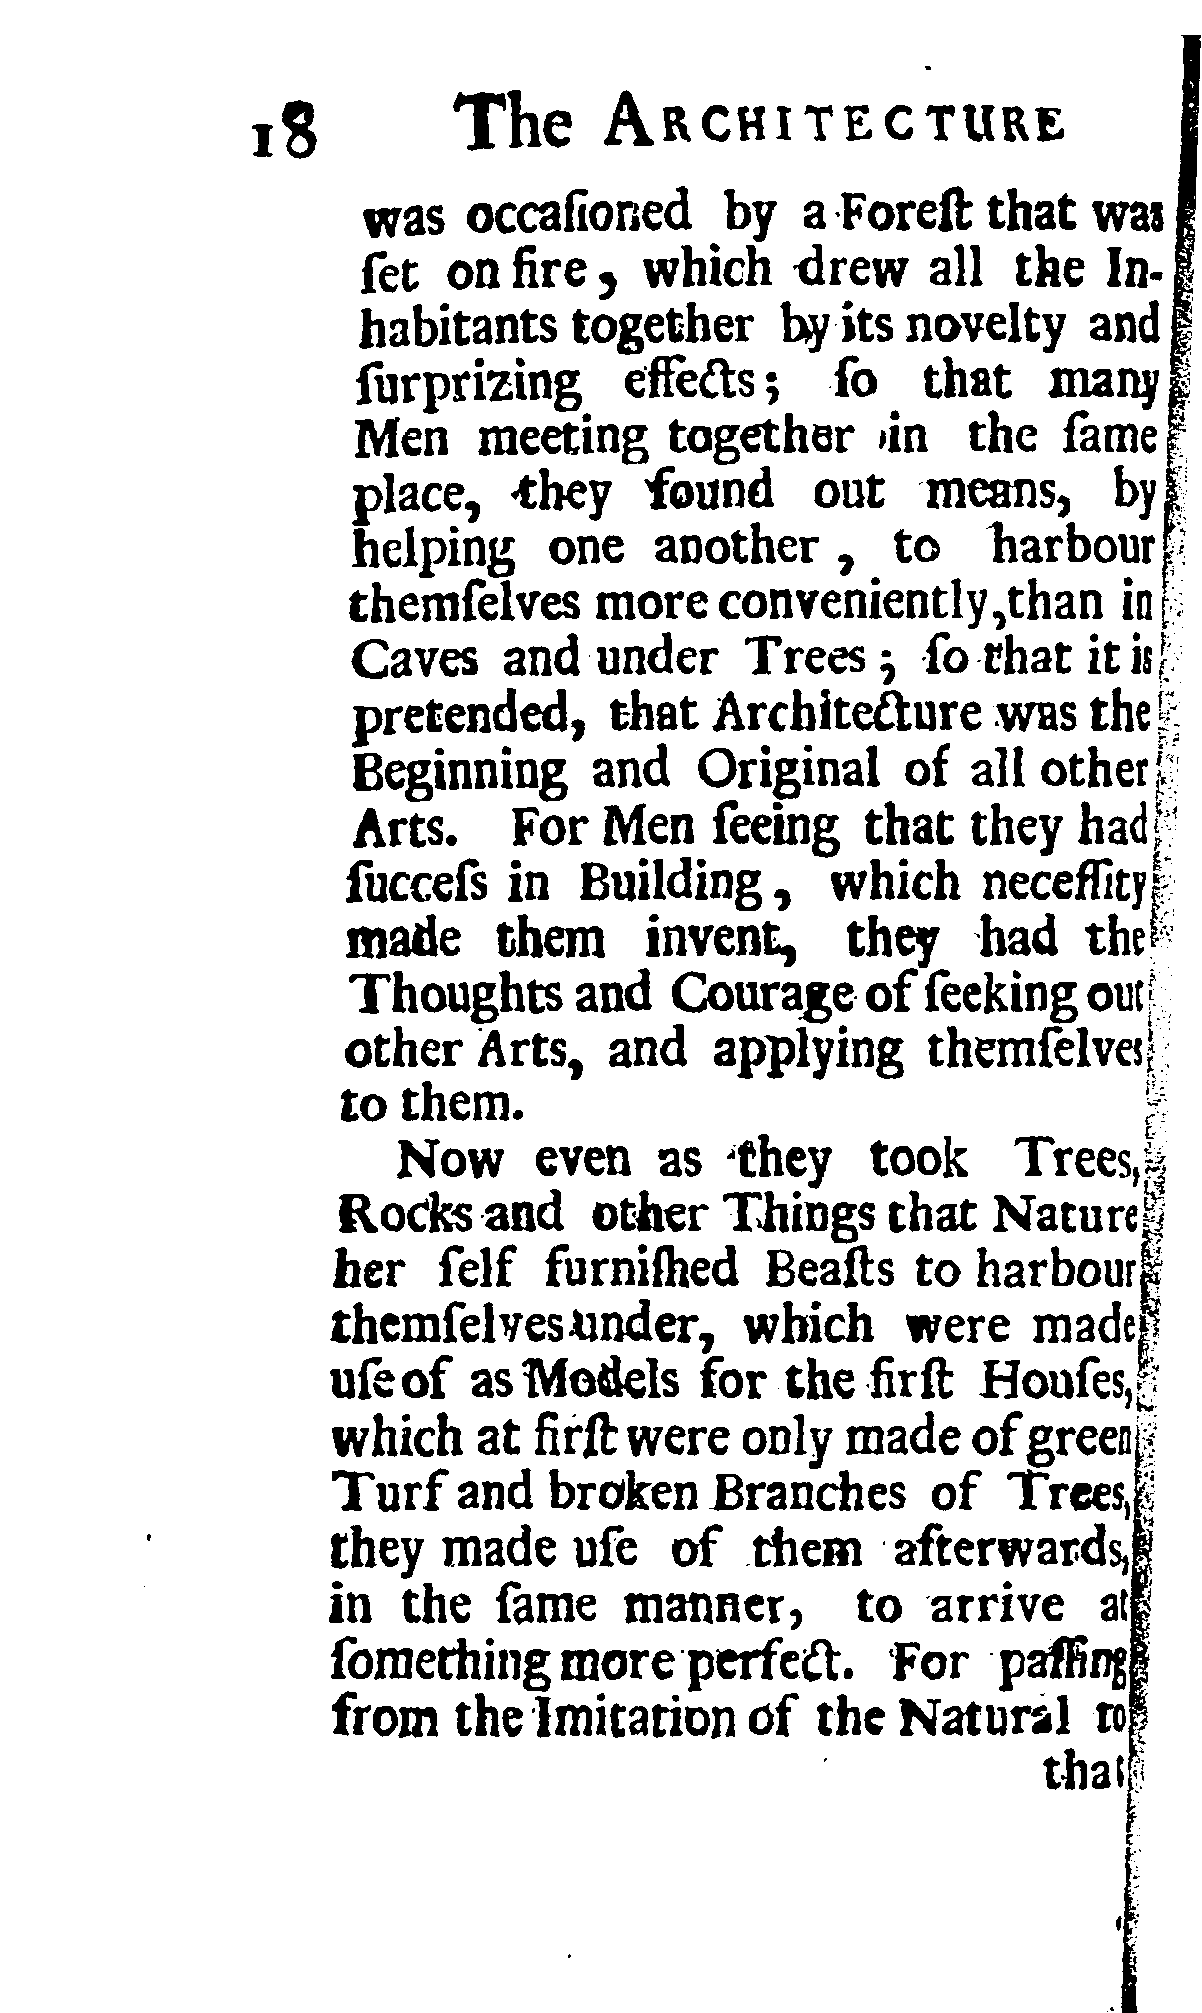 18 The ARCHITECTURE
was occaſioned by a Foreſt that was
ſet on fire, which drew all the In-
habitants together by its novelty and
ſurprizing effects; ſo that many
Men meeting together in the ſame
place, they found out means, by
helping one another, to harbour
themſelves more conveniently, than in
Caves and under Trees; ſo that it is
pretended, that Architecture was the
Beginning and Original of all other
Arts. For Men ſeeing that they had
ſucceſs in Building, which neceſſity
made them invent, they had the
Thoughts and Courage of ſeeking out
other Arts, and applying themſelves
to them.
Now even as they took Trees,
Rocks and other Things that Nature
her ſelf furniſhed Beaſts to harbour
themſelves under, which were made
uſe of as Models for the firſt Houſes,
which at firſt were only made of green
Turf and broken Branches of Trees,
they made uſe of them afterwards,
in the ſame manner, to arrive at
ſomething more perfect. For paſſing
from the Imitation of the Natural to
that